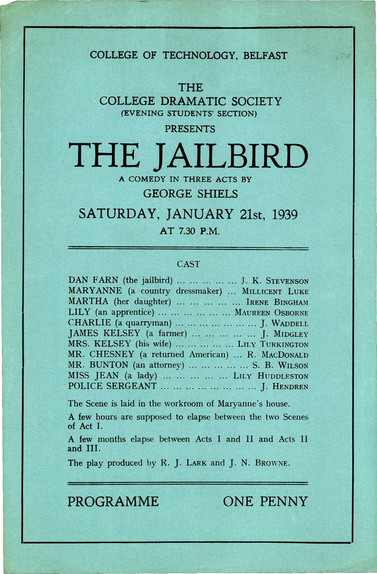 COLLEGE OF TECHNOLOGY, BELFAST
THE
COLLEGE DRAMATIC SOCIETY
(EVENING STUDENTS' SECTION)
PRESENTS
THE JAILBIRD
A COMEDY IN THREE ACTS BY
GEORGE SHIELS
SATURDAY, JANUARY 21st, 1939
AT 7.30 P.M.
CAST
DAN FARN (the jailbird) ... ... ... ... ... J. K. STEVENSON
MARYANNE (a country dressmaker) ... MILLICENT LUKE
MARTHA (her daughter) ... ... ... ... ... IRENE BINGHAM
LILY (an apprentice) ... ... ... ... ... MAUREEN OSBORNE
CHARLIE (a quarryman) ... ... ... ... ... ... J. WADDELL
JAMES KELSEY (a farmer) ... ... ... ... ... J. MIDGLEY
MRS. KELSEY (his wife) ... ... ... ... LILY TURKINGTON
MR. CHESNEY (a returned American) ... R. MACDONALD
MR. BUNTON (an attorney) ... ... ... ... ... S. B. WILSON
MISS JEAN (a lady) ... ... ... ... ... LILY HUDDLESTON
POLICE SERGEANT ... ... ... ... ... ... ... J. HENDREN
The Scene is laid in the workroom of Maryanne's house.
A few hours are supposed to elapse between the two Scenes
of Act I.
A few months elapse between Acts I and II and Acts II
and III.
The play produced by R. J. LARK and J. N. BROWNE.
PROGRAMME ONE PENNY